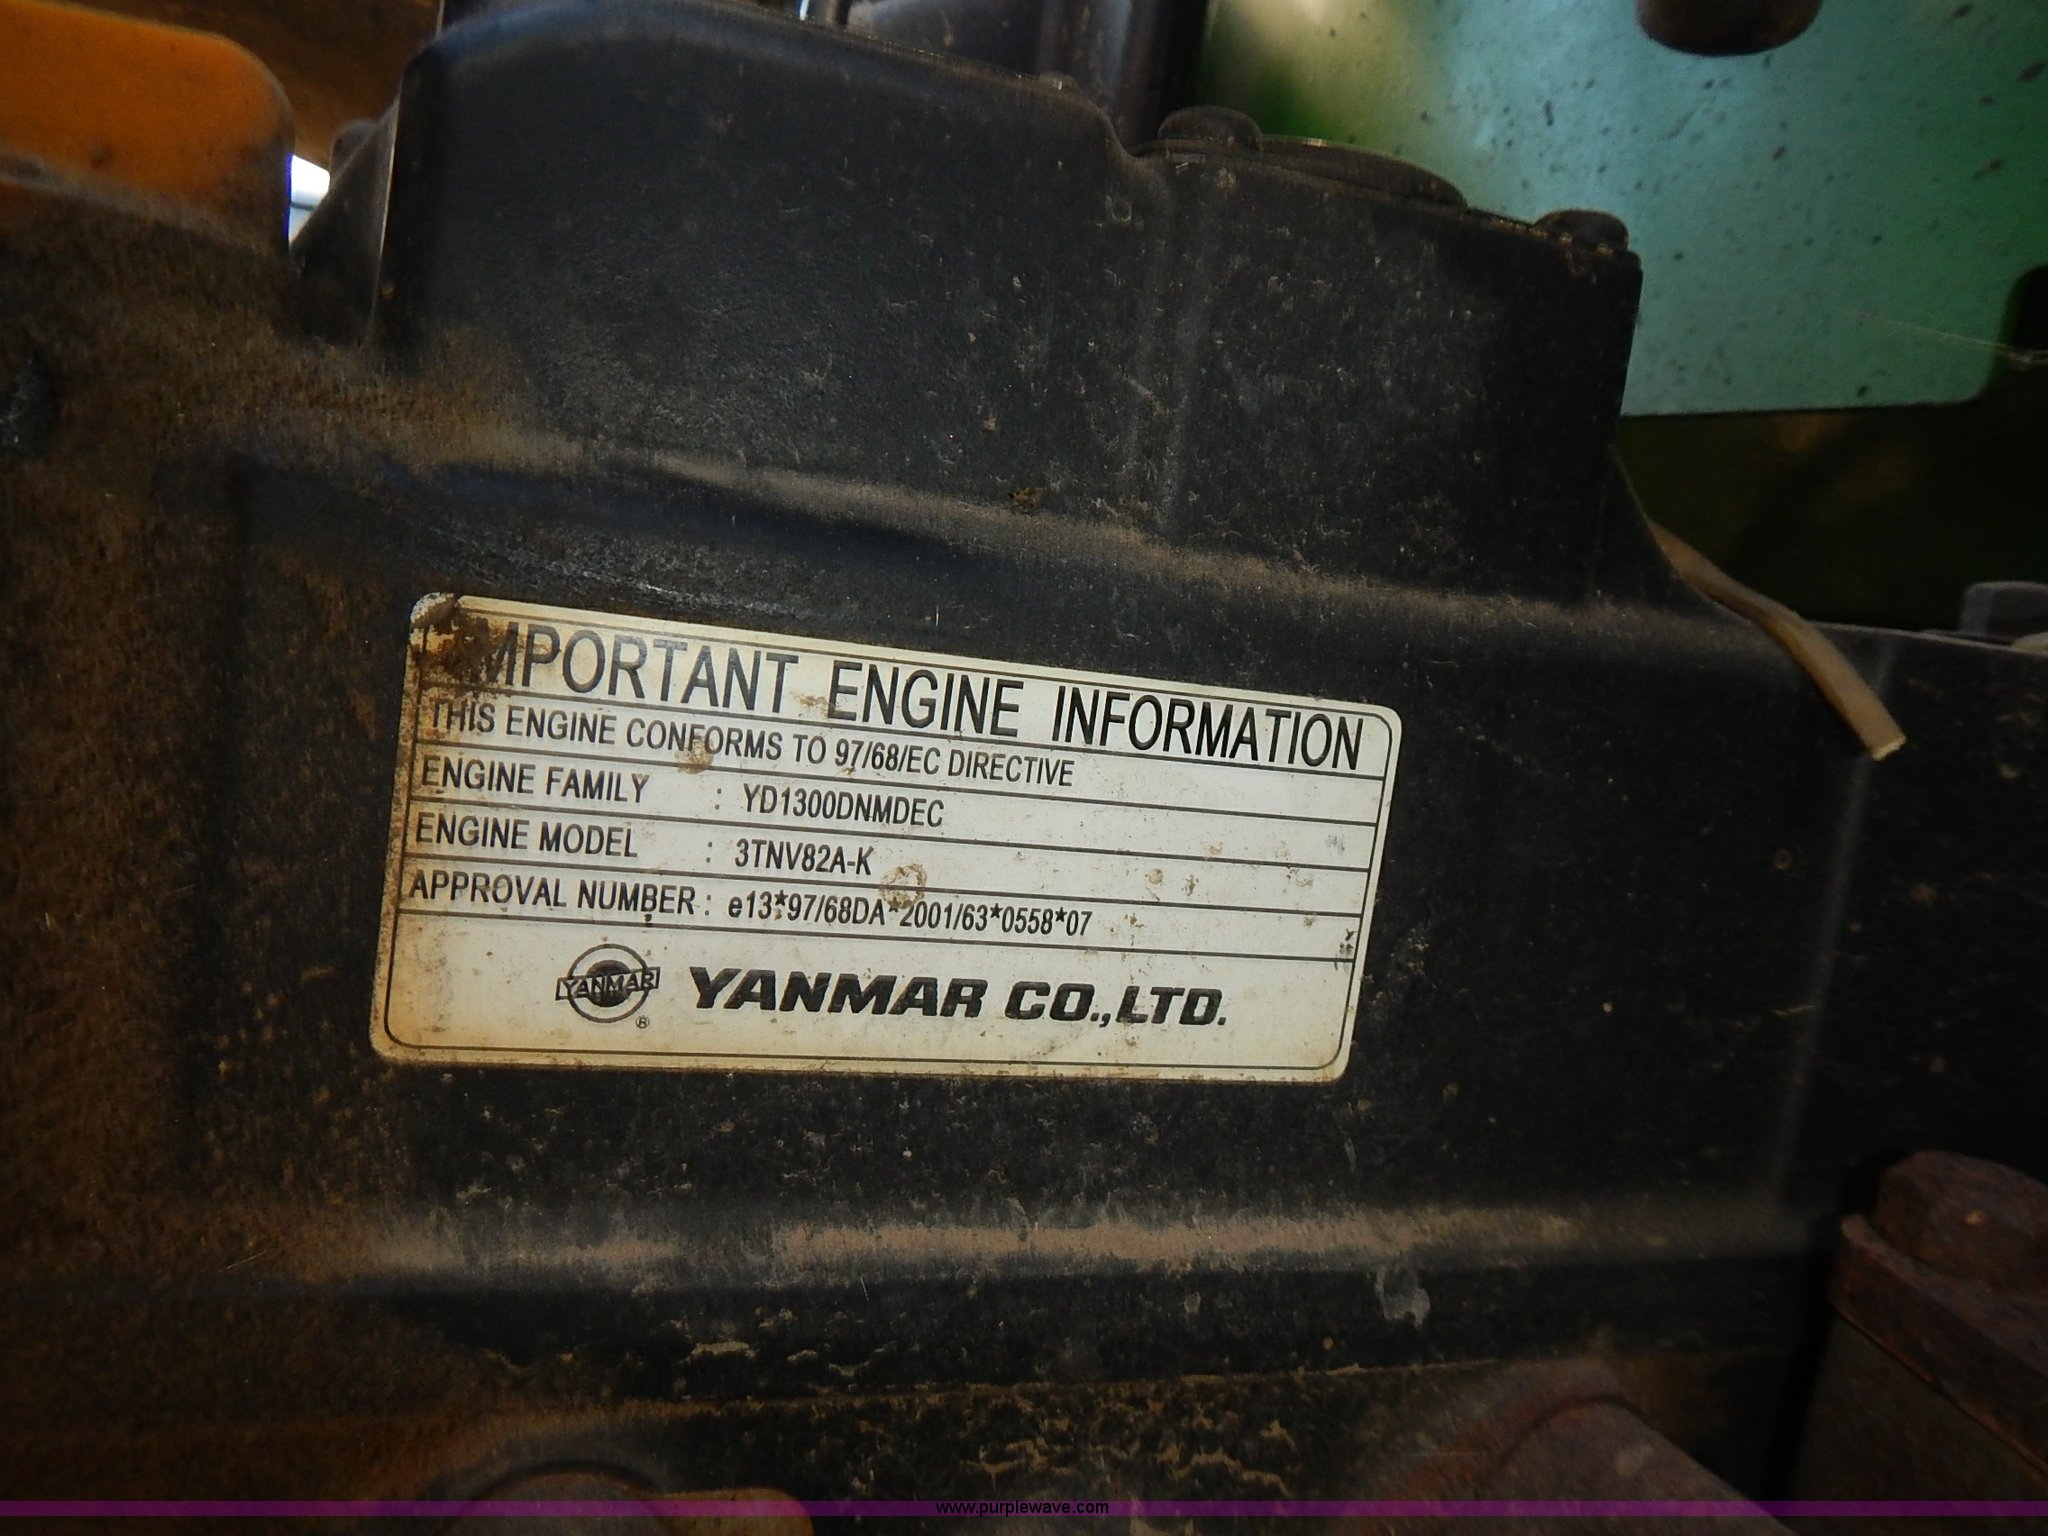 IMPORTANT ENGINE INFORMATION
THIS ENGINE CONFORMS TO 97/68/EC DIRECTIVE
ENGINE FAMILY : YD1300DNMDEC
ENGINE MODEL : 3TNV82A-K
APPROVAL NUMBER : e13*97/68DA*2001/63*0558*07
YANMAR ® YANMAR CO.,LTD.
www.purplewave.com